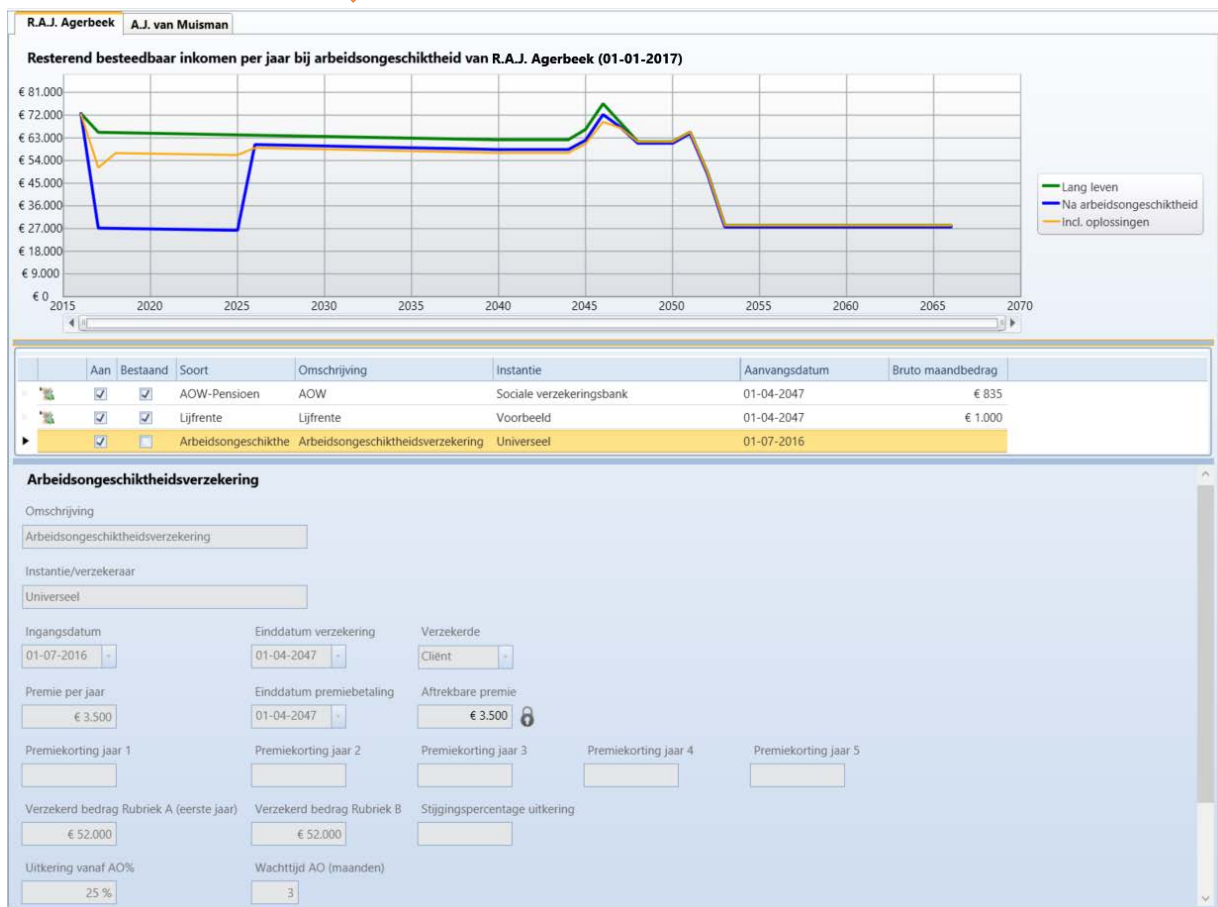 R.A.J. Agerbeek A.J. van Muisman
Resterend besteedbaar inkomen per jaar bij arbeidsongeschiktheid van R.A.J. Agerbeek (01-01-2017)
€ 81.000
€ 72.000
€ 63.000
€ 54.000
€ 45.000
€ 36.000
€ 27.000
€ 18.000
€ 9.000
€ 0
2015 2020 2025 2030 2035 2040 2045 2050 2055 2060 2065 2070
Lang leven
Na arbeidsongeschiktheid
Incl. oplossingen
Aan Bestaand Soort Omschrijving Instantie Aanvangsdatum Bruto maandbedrag
AOW-Pensioen AOW Sociale verzekeringsbank 01-04-2047 € 835
Lijfrente Lijfrente Voorbeeld 01-04-2047 € 1.000
Arbeidsongeschikthe Arbeidsongeschiktheidsverzekering Universeel 01-07-2016
Arbeidsongeschiktheidsverzekering
Omschrijving
Arbeidsongeschiktheidsverzekering
Instantie/verzekeraar
Universeel
Ingangsdatum Einddatum verzekering Verzekerde
01-07-2016 01-04-2047 Cliënt
Premie per jaar Einddatum premiebetaling Aftrekbare premie
€ 3.500 01-04-2047 € 3.500
Premiekorting jaar 1 Premiekorting jaar 2 Premiekorting jaar 3 Premiekorting jaar 4 Premiekorting jaar 5
Verzekerd bedrag Rubriek A (eerste jaar) Verzekerd bedrag Rubriek B Stijgingspercentage uitkering
€ 52.000 € 52.000
Uitkering vanaf AO% Wachttijd AO (maanden)
25 % 3